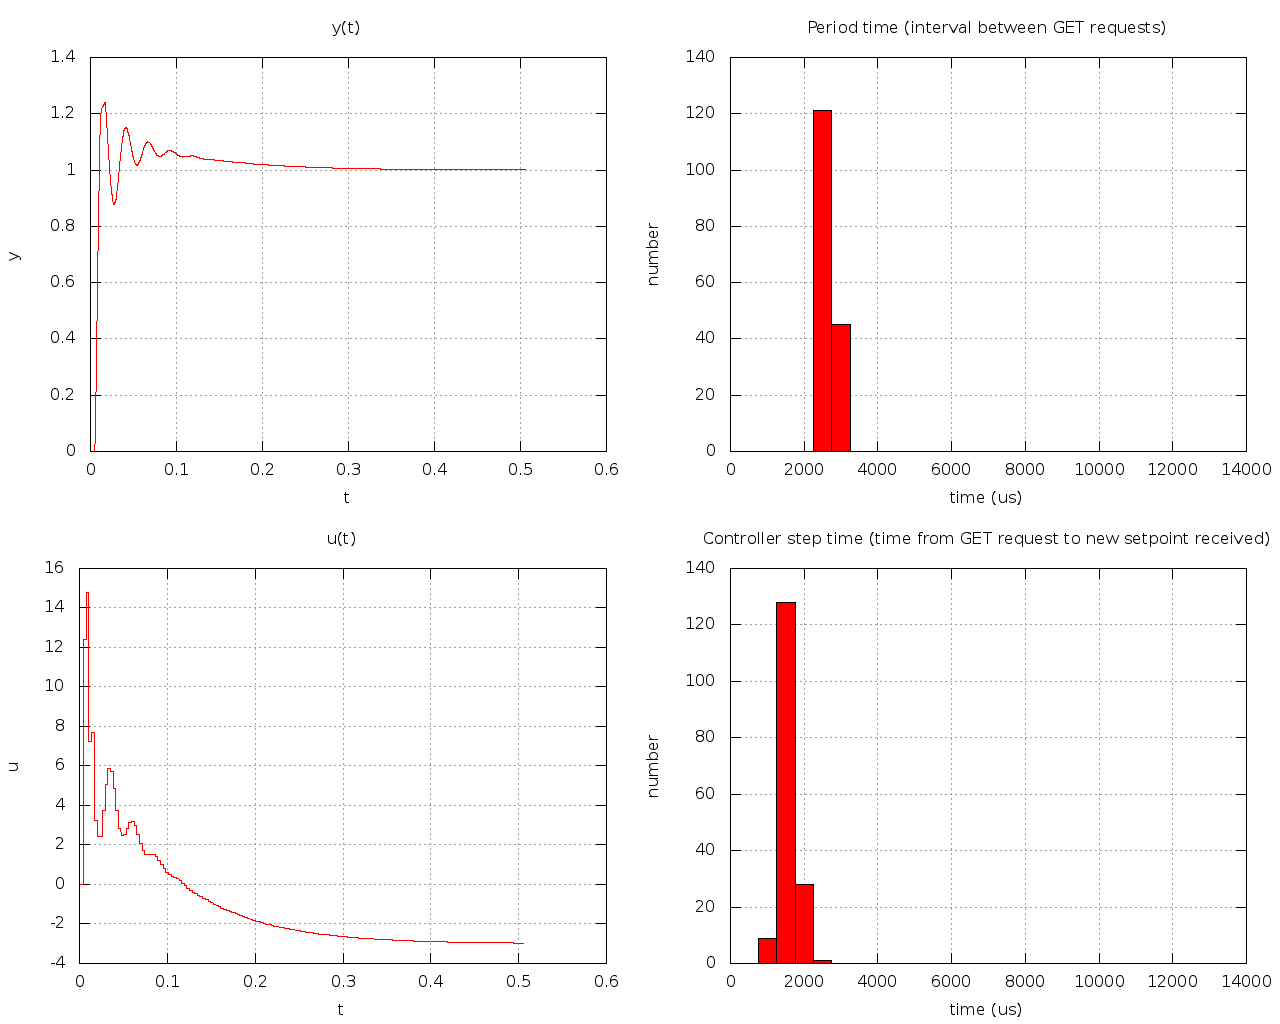 y(t)
1.4
1.2
1
0.8
0.6
0.4
0.2
0
y
0 0.1 0.2 0.3 0.4 0.5 0.6
t
Period time (interval between GET requests)
140
120
100
80
60
40
20
0
number
0 2000 4000 6000 8000 10000 12000 14000
time (us)
u(t)
16
14
12
10
8
6
4
2
0
-2
-4
u
0 0.1 0.2 0.3 0.4 0.5 0.6
t
Controller step time (time from GET request to new setpoint received)
140
120
100
80
60
40
20
0
number
0 2000 4000 6000 8000 10000 12000 14000
time (us)